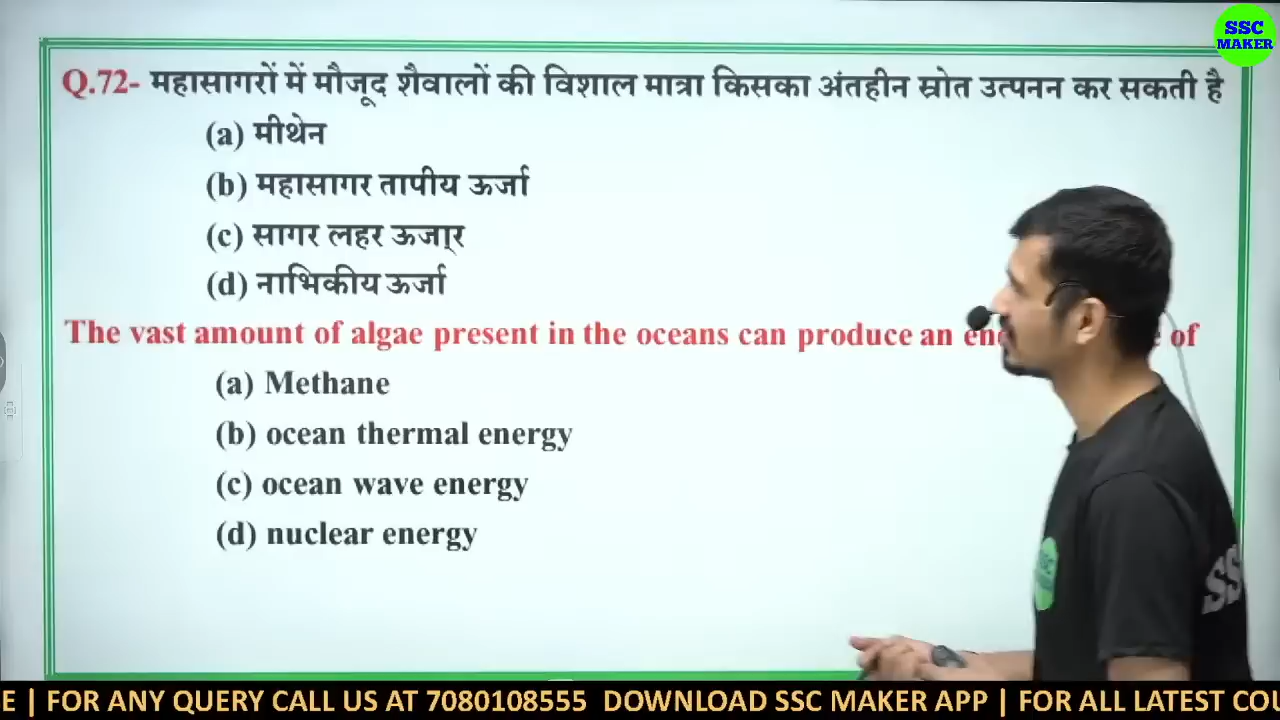 SSC
MAKER
Q.72- महासागरों में मौजूद शैवालों की विशाल मात्रा किसका अंतहीन स्रोत उत्पनन कर सकती है
(a) मीथेन
(b) महासागर तापीय ऊर्जा
(c) सागर लहर ऊजा्र
(d) नाभिकीय ऊर्जा
The vast amount of algae present in the oceans can produce an of
(a) Methane
(b) ocean thermal energy
(c) ocean wave energy
(d) nuclear energy
E | FOR ANY QUERY CALL US AT 7080108555 DOWNLOAD SSC MAKER APP | FOR ALL LATEST